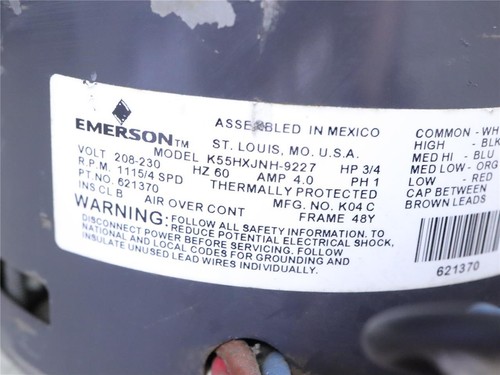 ASSEMBLED IN MEXICO
EMERSON™ ST. LOUIS, MO. U.S.A.
MODEL K55HXJNH-9227 HP 3/4
VOLT 208-230 HZ 60 AMP 4.0 PH 1
R.P.M. 1115/4 SPD THERMALLY PROTECTED
PT.NO. 621370 MFG. NO. K04 C
INS CL B AIR OVER CONT FRAME 48Y
WARNING: FOLLOW ALL SAFETY INFORMATION. TO
REDUCE POTENTIAL ELECTRICAL SHOCK,
DISCONNECT POWER BEFORE SERVICING. FOLLOW
NATIONAL AND LOCAL CODES FOR GROUNDING AND
INSULATE UNUSED LEAD WIRES INDIVIDUALLY.
COMMON - WH
HIGH - BLK
MED HI - BLU
MED LOW - ORG
LOW - RED
CAP BETWEEN
BROWN LEADS
621370